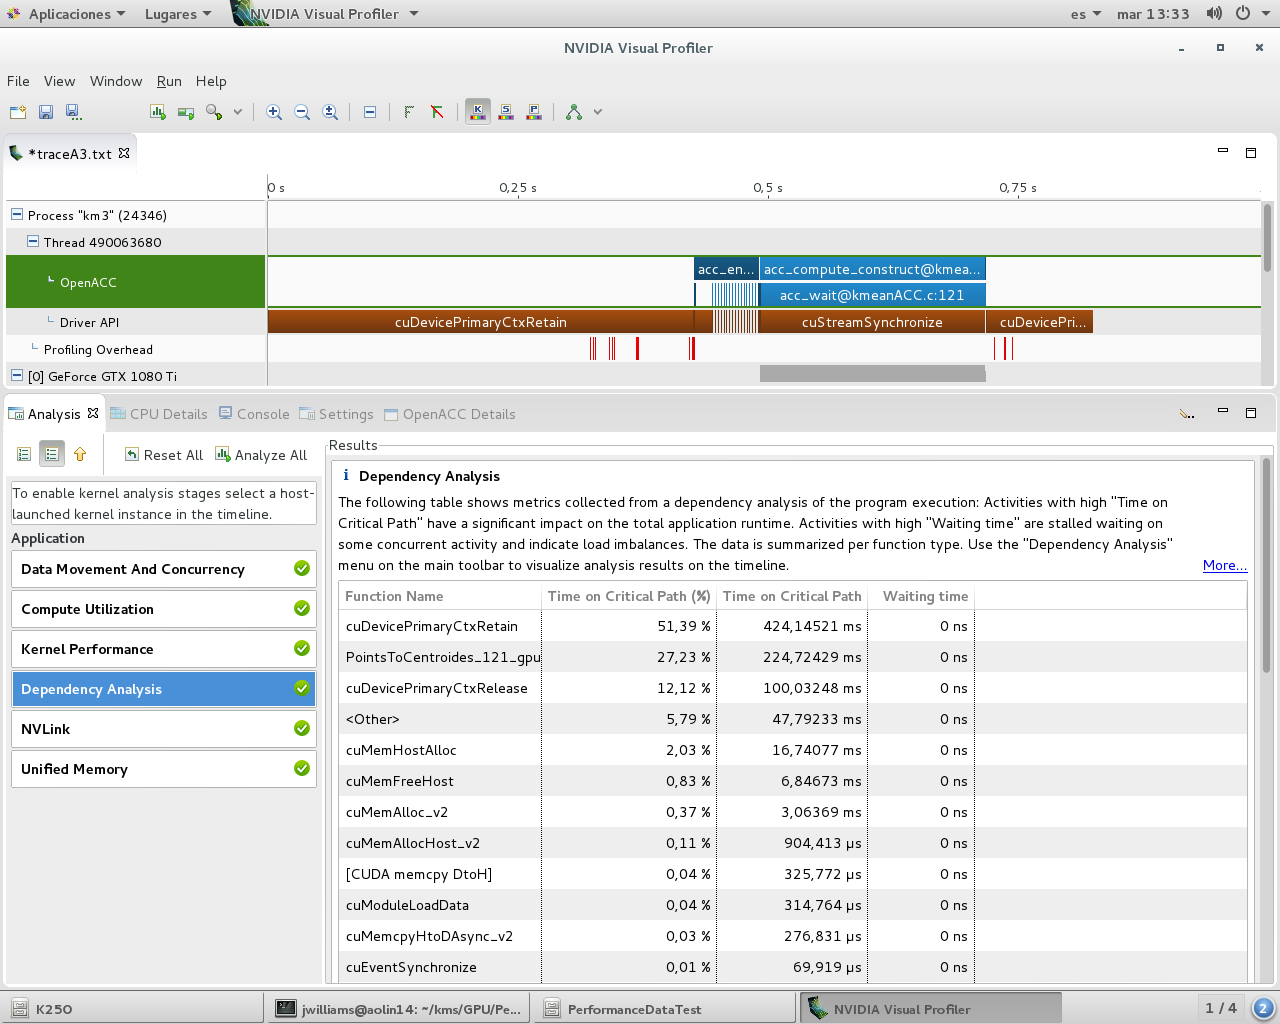 Aplicaciones Lugares NVIDIA Visual Profiler es mar 13:33
NVIDIA Visual Profiler
File View Window Run Help
*traceA3.txt
0 s 0,25 s 0,5 s 0,75 s
Process "km3" (24346)
Thread 490063680
OpenACC
acc_en... acc_compute_construct@kmea...
acc_wait@kmeanACC.c:121
Driver API cuDevicePrimaryCtxRetain cuStreamSynchronize cuDevicePri...
Profiling Overhead
[0] GeForce GTX 1080 Ti
Analysis CPU Details Console Settings OpenACC Details
Reset All Analyze All
To enable kernel analysis stages select a host-
launched kernel instance in the timeline.
Application
Data Movement And Concurrency
Compute Utilization
Kernel Performance
Dependency Analysis
NVLink
Unified Memory
Results
i Dependency Analysis
The following table shows metrics collected from a dependency analysis of the program execution: Activities with high "Time on
Critical Path" have a significant impact on the total application runtime. Activities with high "Waiting time" are stalled waiting on
some concurrent activity and indicate load imbalances. The data is summarized per function type. Use the "Dependency Analysis"
menu on the main toolbar to visualize analysis results on the timeline. More...
Function Name Time on Critical Path (%) Time on Critical Path Waiting time
cuDevicePrimaryCtxRetain 51,39 % 424,14521 ms 0 ns
PointsToCentroides_121_gpu 27,23 % 224,72429 ms 0 ns
cuDevicePrimaryCtxRelease 12,12 % 100,03248 ms 0 ns
<Other> 5,79 % 47,79233 ms 0 ns
cuMemHostAlloc 2,03 % 16,74077 ms 0 ns
cuMemFreeHost 0,83 % 6,84673 ms 0 ns
cuMemAlloc_v2 0,37 % 3,06369 ms 0 ns
cuMemAllocHost_v2 0,11 % 904,413 µs 0 ns
[CUDA memcpy DtoH] 0,04 % 325,772 µs 0 ns
cuModuleLoadData 0,04 % 314,764 µs 0 ns
cuMemcpyHtoDAsync_v2 0,03 % 276,831 µs 0 ns
cuEventSynchronize 0,01 % 69,919 µs 0 ns
K250 jwilliams@aolin14: ~/kms/GPU/Pe... PerformanceDataTest NVIDIA Visual Profiler 1 / 4 2